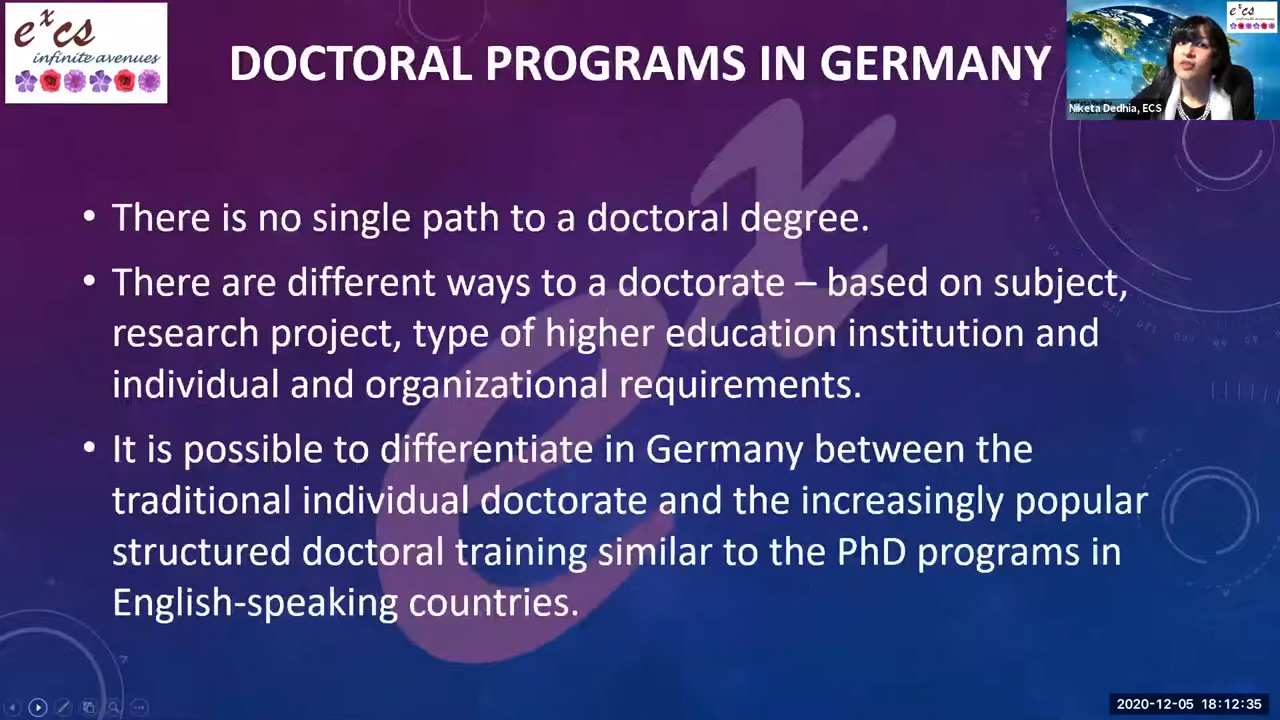 excs
infinite avenues
DOCTORAL PROGRAMS IN GERMANY
Niketa Dedhia, ECS
• There is no single path to a doctoral degree.
• There are different ways to a doctorate – based on subject,
research project, type of higher education institution and
individual and organizational requirements.
• It is possible to differentiate in Germany between the
traditional individual doctorate and the increasingly popular
structured doctoral training similar to the PhD programs in
English-speaking countries.
ex
2020-12-05 18:12:35